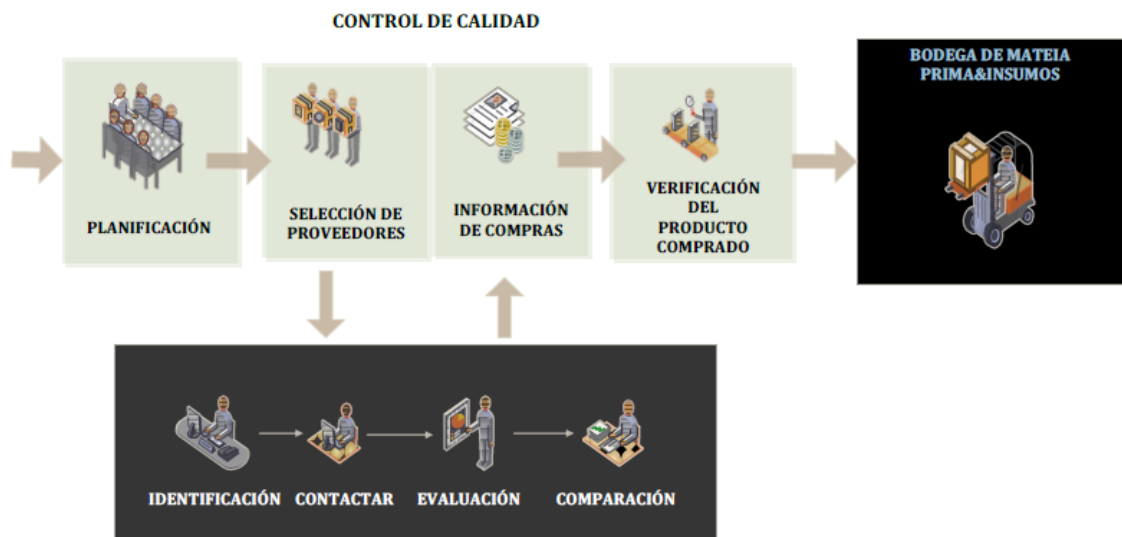 CONTROL DE CALIDAD
PLANIFICACIÓN
SELECCIÓN DE
PROVEEDORES
INFORMACIÓN
DE COMPRAS
VERIFICACIÓN
DEL
PRODUCTO
COMPRADO
BODEGA DE MATEIA
PRIMA&INSUMOS
IDENTIFICACIÓN
CONTACTAR
EVALUACIÓN
COMPARACIÓN